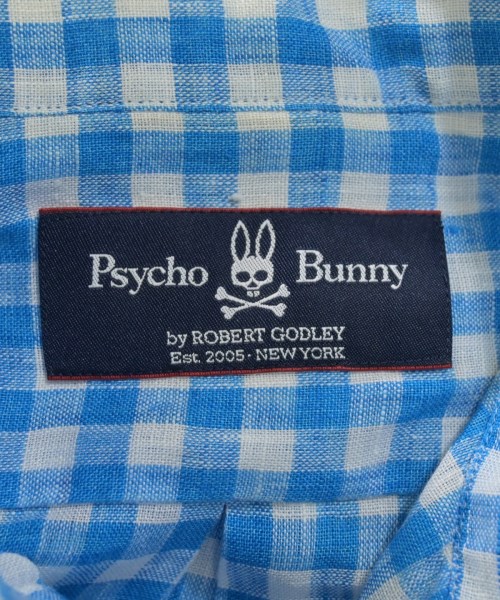 Psycho Bunny
by ROBERT GODLEY
Est. 2005 · NEW YORK